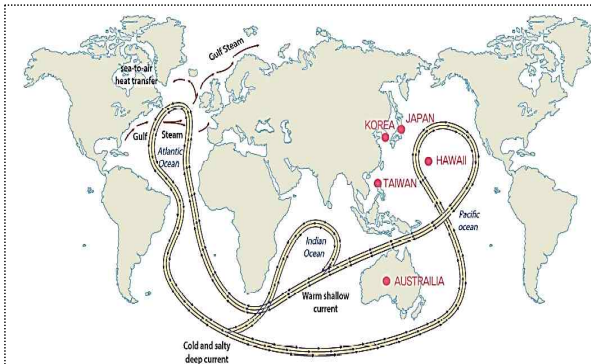 Gulf Steam
sea-to-air
heat transfer
Gulf
Steam
Atlantic
Ocean
KOREA
JAPAN
HAWAII
TAIWAN
Pacific
ocean
Indian
Ocean
AUSTRAILIA
Warm shallow
current
Cold and salty
deep current